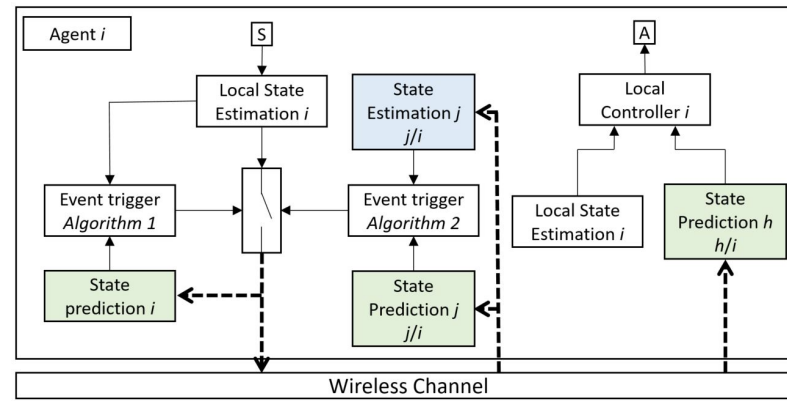 Agent i
S
A
Local State
Estimation i
State
Estimation j
j/i
Local
Controller i
Event trigger
Algorithm 1
Event trigger
Algorithm 2
Local State
Estimation i
State
Prediction h
h/i
State
prediction i
State
Prediction j
j/i
Wireless Channel